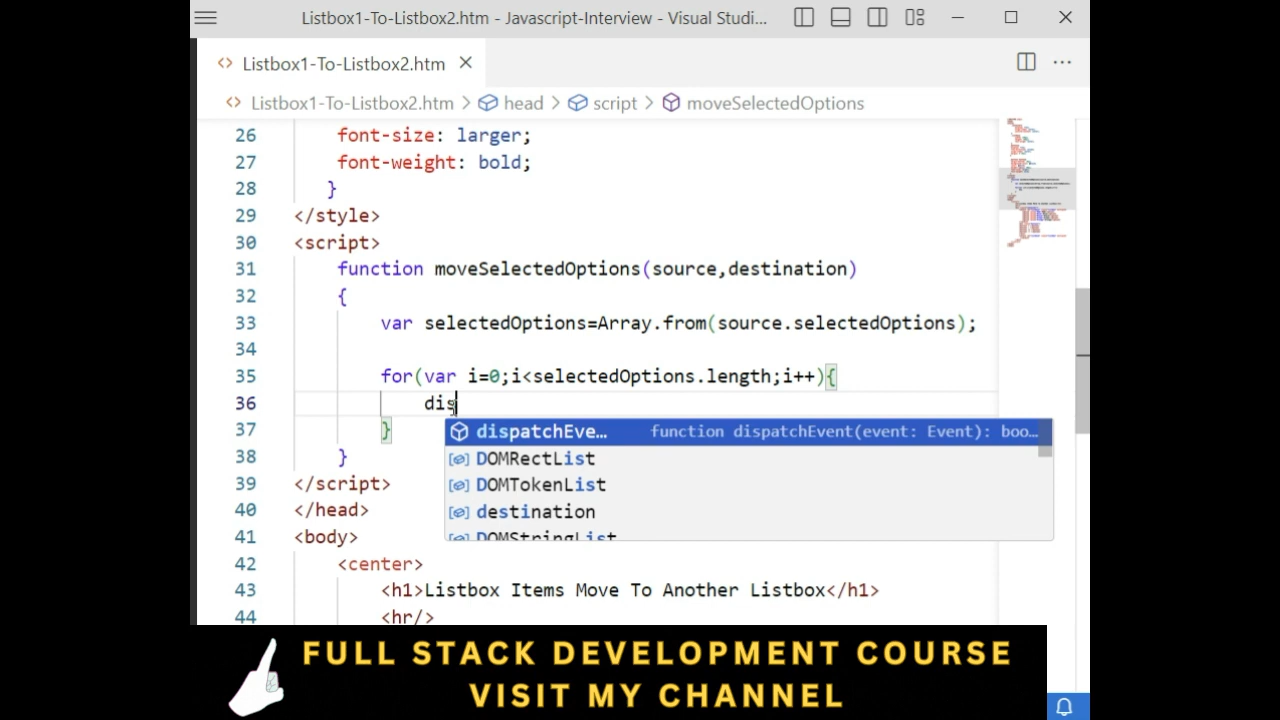 Listbox1-To-Listbox2.htm - Javascript-Interview - Visual Studi...
Listbox1-To-Listbox2.htm
Listbox1-To-Listbox2.htm > head > script > moveSelectedOptions
26 font-size: larger;
27 font-weight: bold;
28 }
29 </style>
30 <script>
31 function moveSelectedOptions(source,destination)
32 {
33 var selectedOptions=Array.from(source.selectedOptions);
34
35 for(var i=0;i<selectedOptions.length;i++){
36 dis
37 }
38 }
39 </script>
40 </head>
41 <body>
42 <center>
43 <h1>Listbox Items Move To Another Listbox</h1>
44 <hr/>
dispatchEve... function dispatchEvent(event: Event): boo...
DOMRectList
DOMTokenList
destination
DOMStringList
FULL STACK DEVELOPMENT COURSE
VISIT MY CHANNEL